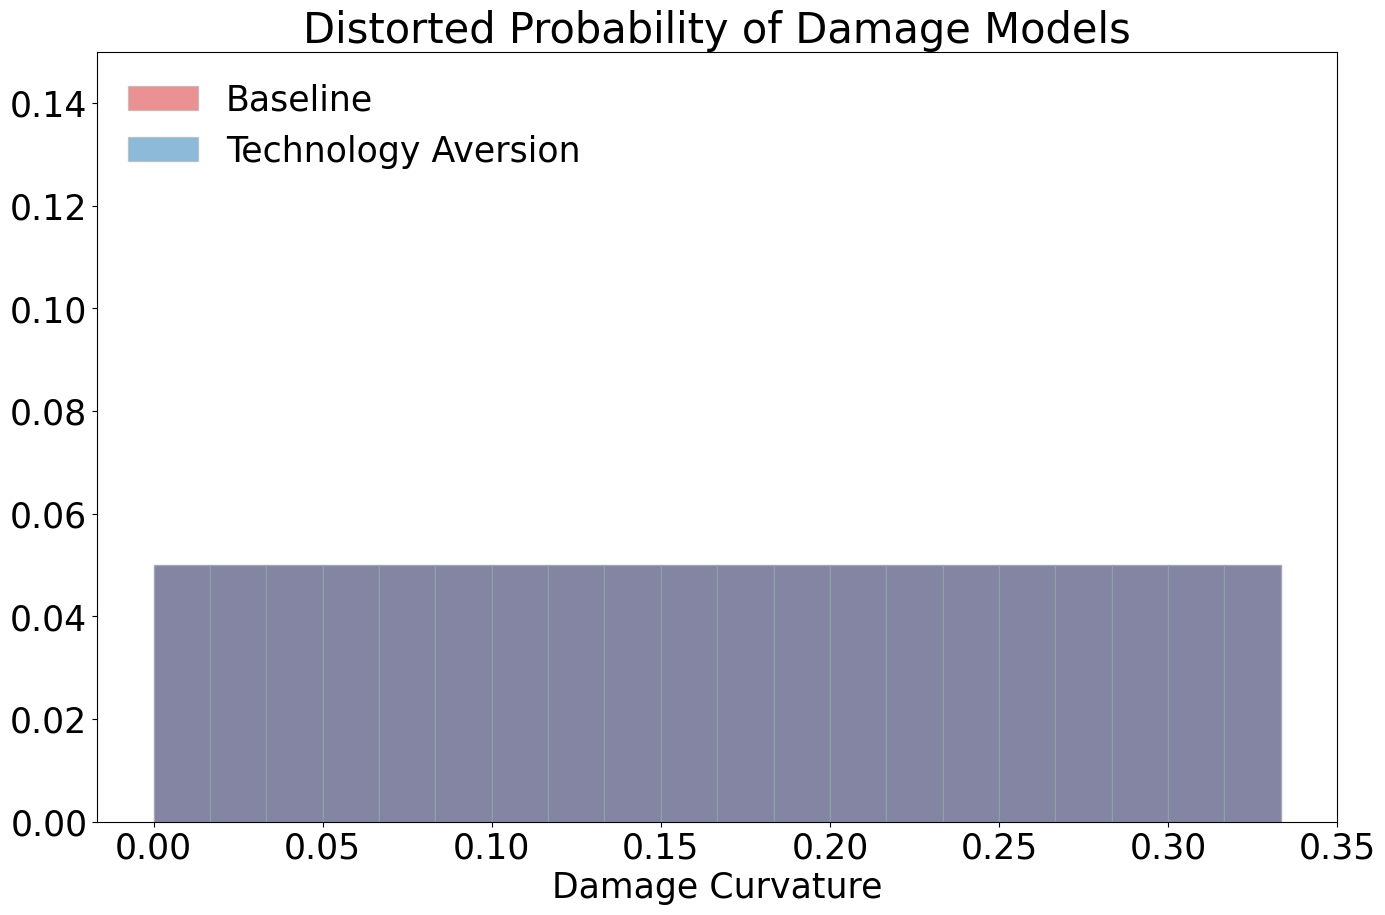 Distorted Probability of Damage Models
Baseline
Technology Aversion
0.14
0.12
0.10
0.08
0.06
0.04
0.02
0.00
0.00 0.05 0.10 0.15 0.20 0.25 0.30 0.35
Damage Curvature